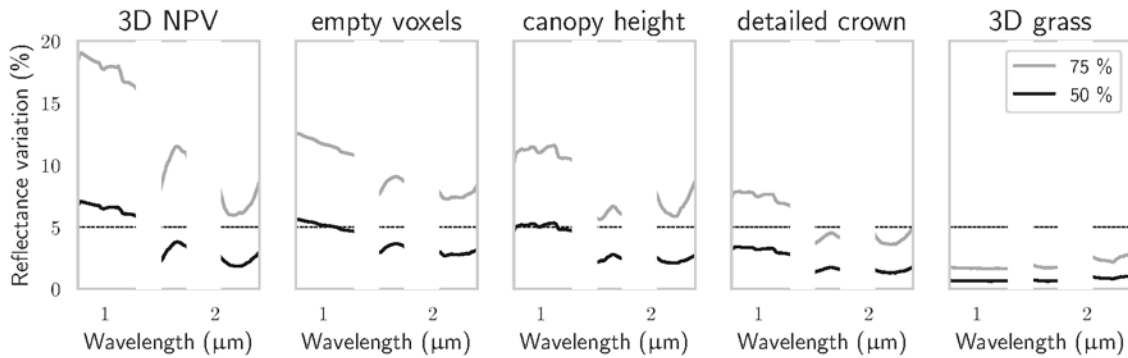 3D NPV empty voxels canopy height detailed crown 3D grass
Reflectance variation (%)
20
15
10
5
0
75 %
50 %
1 2 1 2 1 2 1 2 1 2
Wavelength (μm) Wavelength (μm) Wavelength (μm) Wavelength (μm) Wavelength (μm)